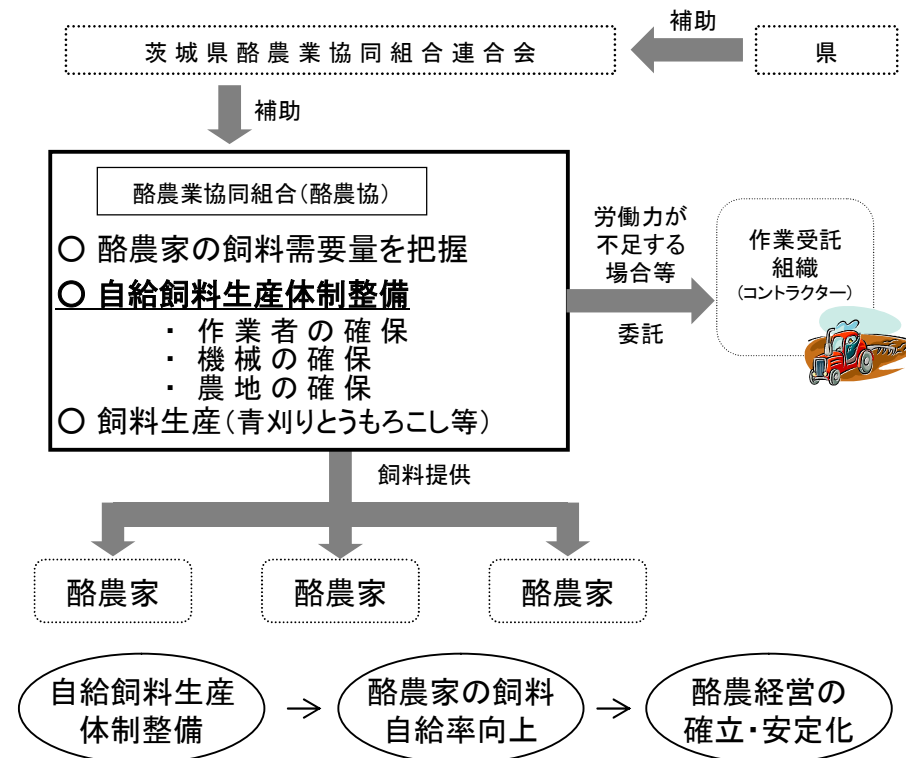 補助
茨城県酪農業協同組合連合会
県
補助
酪農業協同組合(酪農協)
○ 酪農家の飼料需要量を把握
○ 自給飼料生産体制整備
・ 作業者の確保
・ 機械の確保
・ 農地の確保
○ 飼料生産(青刈りとうもろこし等)
労働力が
不足する
場合等
委託
作業受託
組織
(コントラクター)
飼料提供
酪農家
酪農家
酪農家
自給飼料生産
体制整備
→
酪農家の飼料
自給率向上
→
酪農経営の
確立・安定化